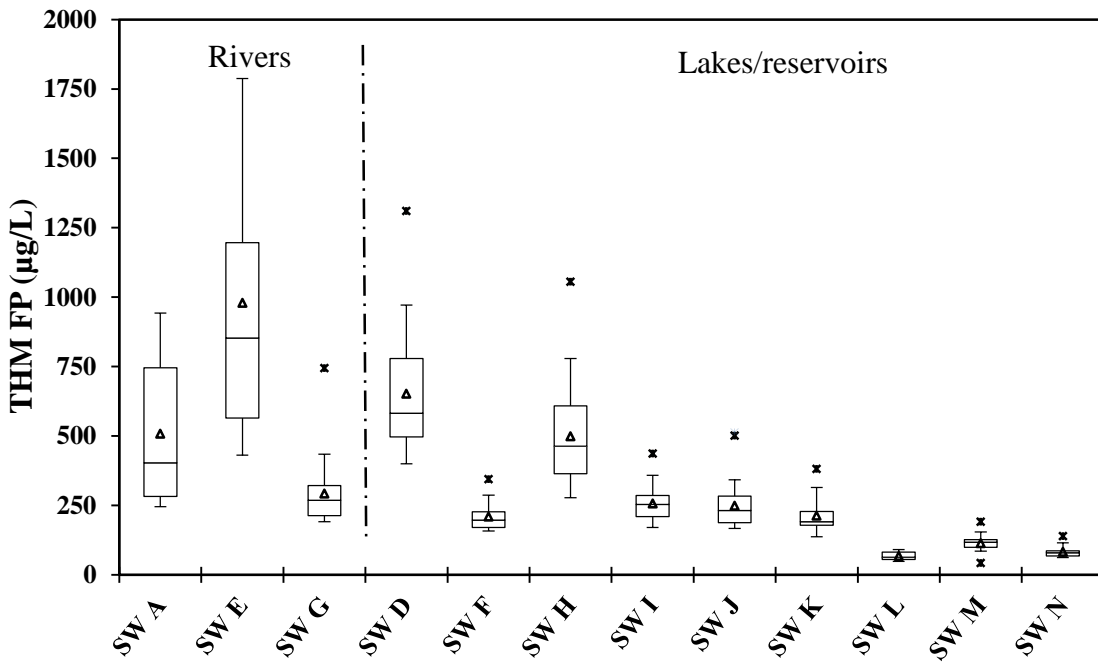 2000
1750
1500
1250
1000
750
500
250
0
THM FP (µg/L)
Rivers
Lakes/reservoirs
SW A
SW E
SW G
SW D
SW F
SW H
SW I
SW J
SW K
SW L
SW M
SW N